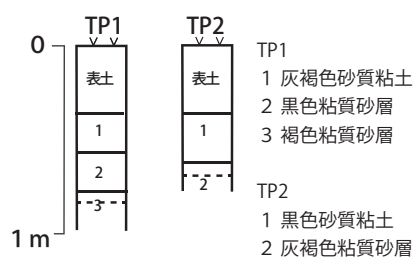 TP1
TP2
0
表土
1
2
3
1 m
表土
1
2
TP1
1 灰褐色砂質粘土
2 黒色粘質砂層
3 褐色粘質砂層
TP2
1 黒色砂質粘土
2 灰褐色粘質砂層